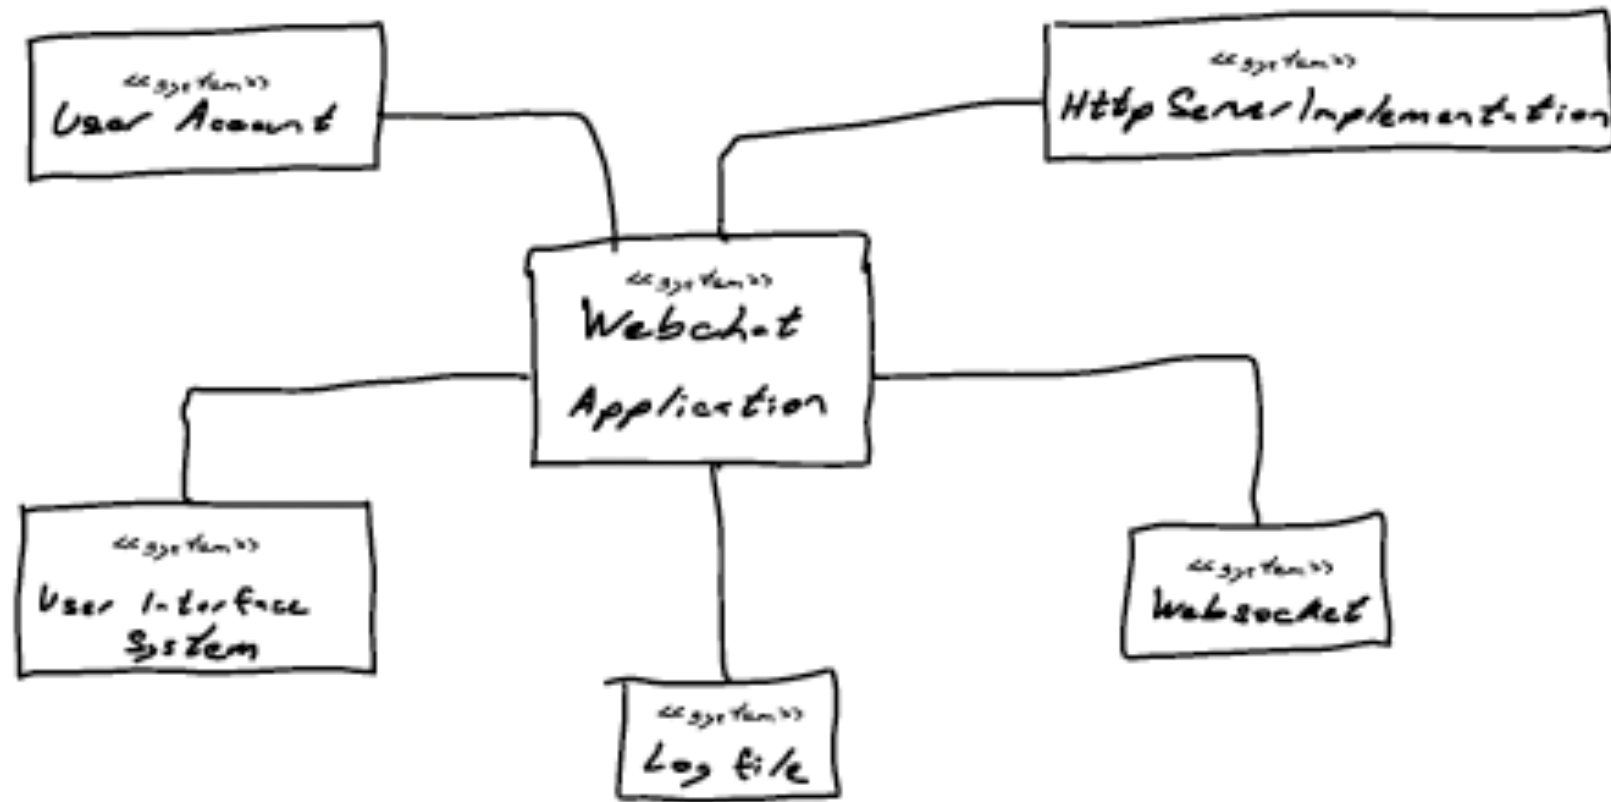 <<system>>
User Account
<<system>>
Http Server Implementation
<<system>>
Webchat
Application
<<system>>
User Interface
System
<<system>>
Websocket
<<system>>
Log file